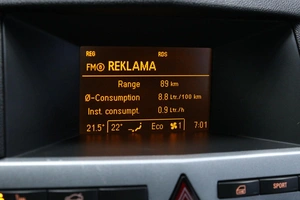 REG RDS
FM REKLAMA
Range 89 km
Ø-Consumption 8.8 Ltr./100 km
Inst. consumpt. 0.9 Ltr./h
21.5° 22° Eco 1 7:01
SPORT